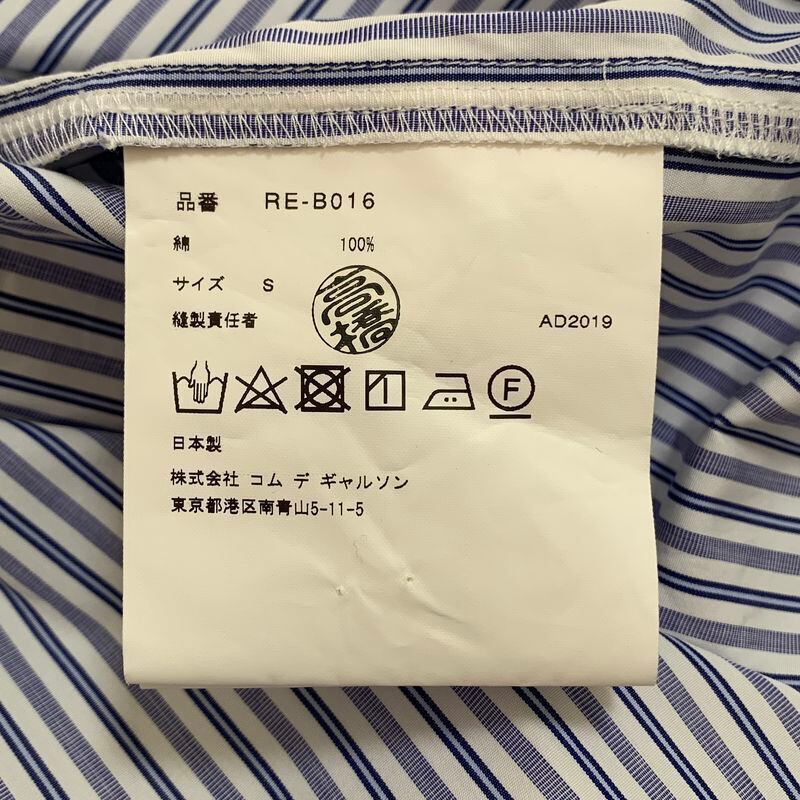 品番 RE-B016
綿 100%
サイズ S
縫製責任者 高橋 AD2019
F
日本製
株式会社 コム デ ギャルソン
東京都港区南青山5-11-5